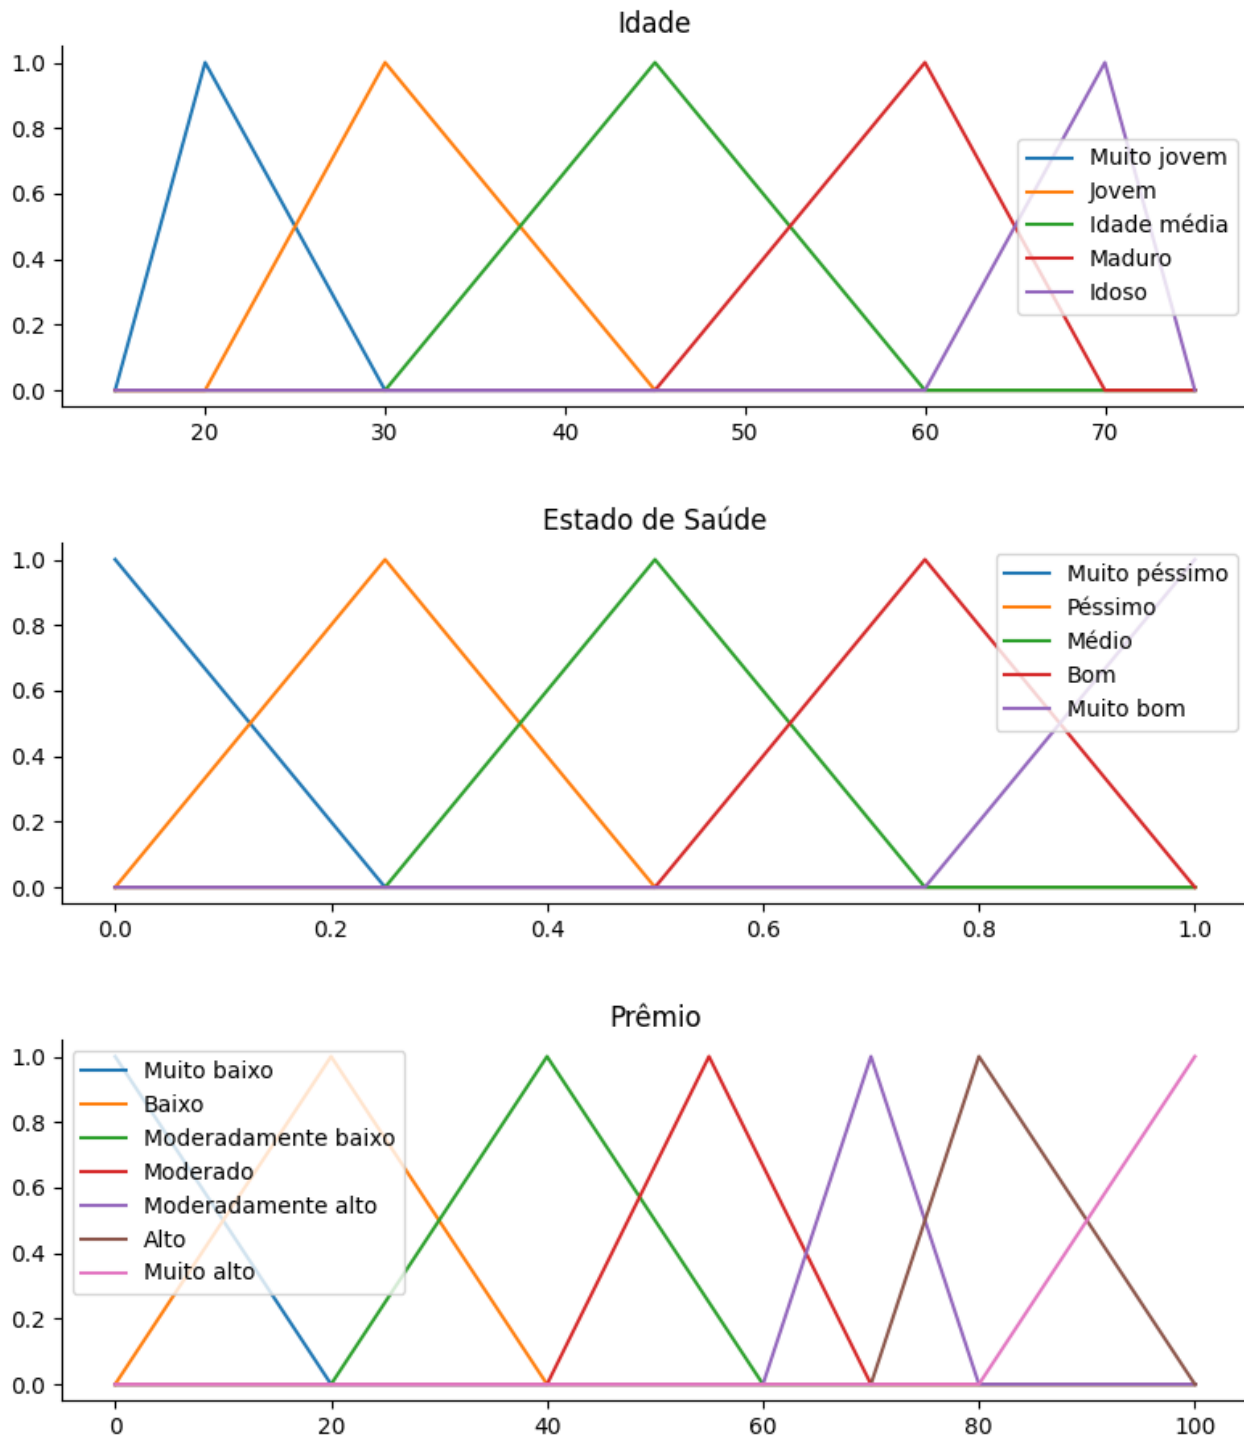 Idade
1.0
0.8
0.6
0.4
0.2
0.0
Muito jovem
Jovem
Idade média
Maduro
Idoso
20 30 40 50 60 70
Estado de Saúde
1.0
0.8
0.6
0.4
0.2
0.0
Muito péssimo
Péssimo
Médio
Bom
Muito bom
0.0 0.2 0.4 0.6 0.8 1.0
Prêmio
1.0
0.8
0.6
0.4
0.2
0.0
Muito baixo
Baixo
Moderadamente baixo
Moderado
Moderadamente alto
Alto
Muito alto
0 20 40 60 80 100